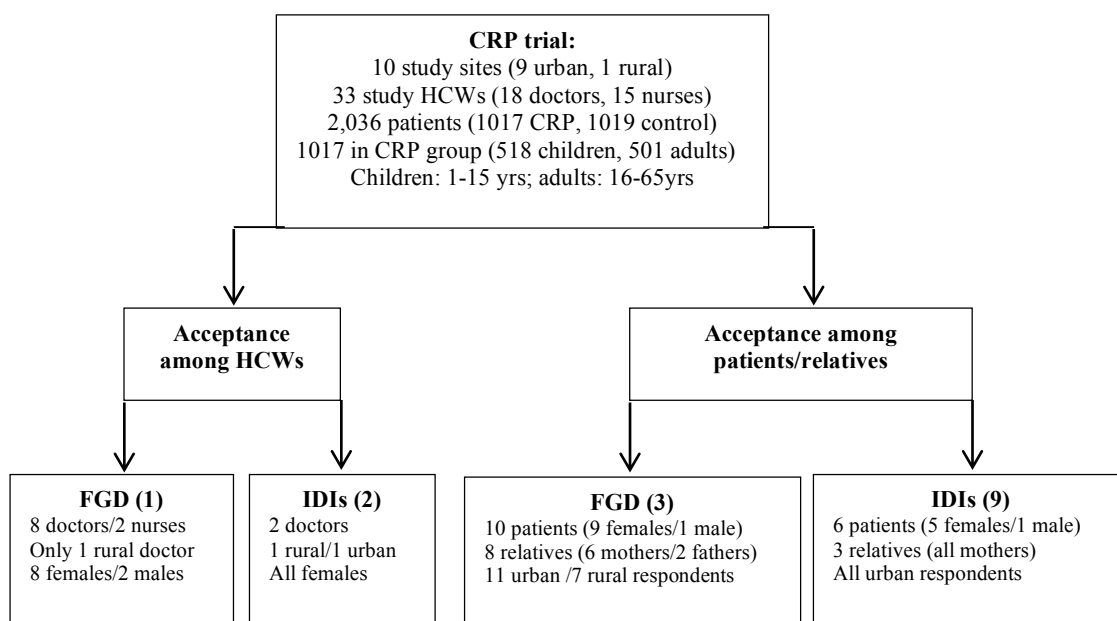 CRP trial:
10 study sites (9 urban, 1 rural)
33 study HCWs (18 doctors, 15 nurses)
2,036 patients (1017 CRP, 1019 control)
1017 in CRP group (518 children, 501 adults)
Children: 1-15 yrs; adults: 16-65yrs
Acceptance
among HCWs
Acceptance among
patients/relatives
FGD (1)
8 doctors/2 nurses
Only 1 rural doctor
8 females/2 males
IDIs (2)
2 doctors
1 rural/1 urban
All females
FGD (3)
10 patients (9 females/1 male)
8 relatives (6 mothers/2 fathers)
11 urban /7 rural respondents
IDIs (9)
6 patients (5 females/1 male)
3 relatives (all mothers)
All urban respondents